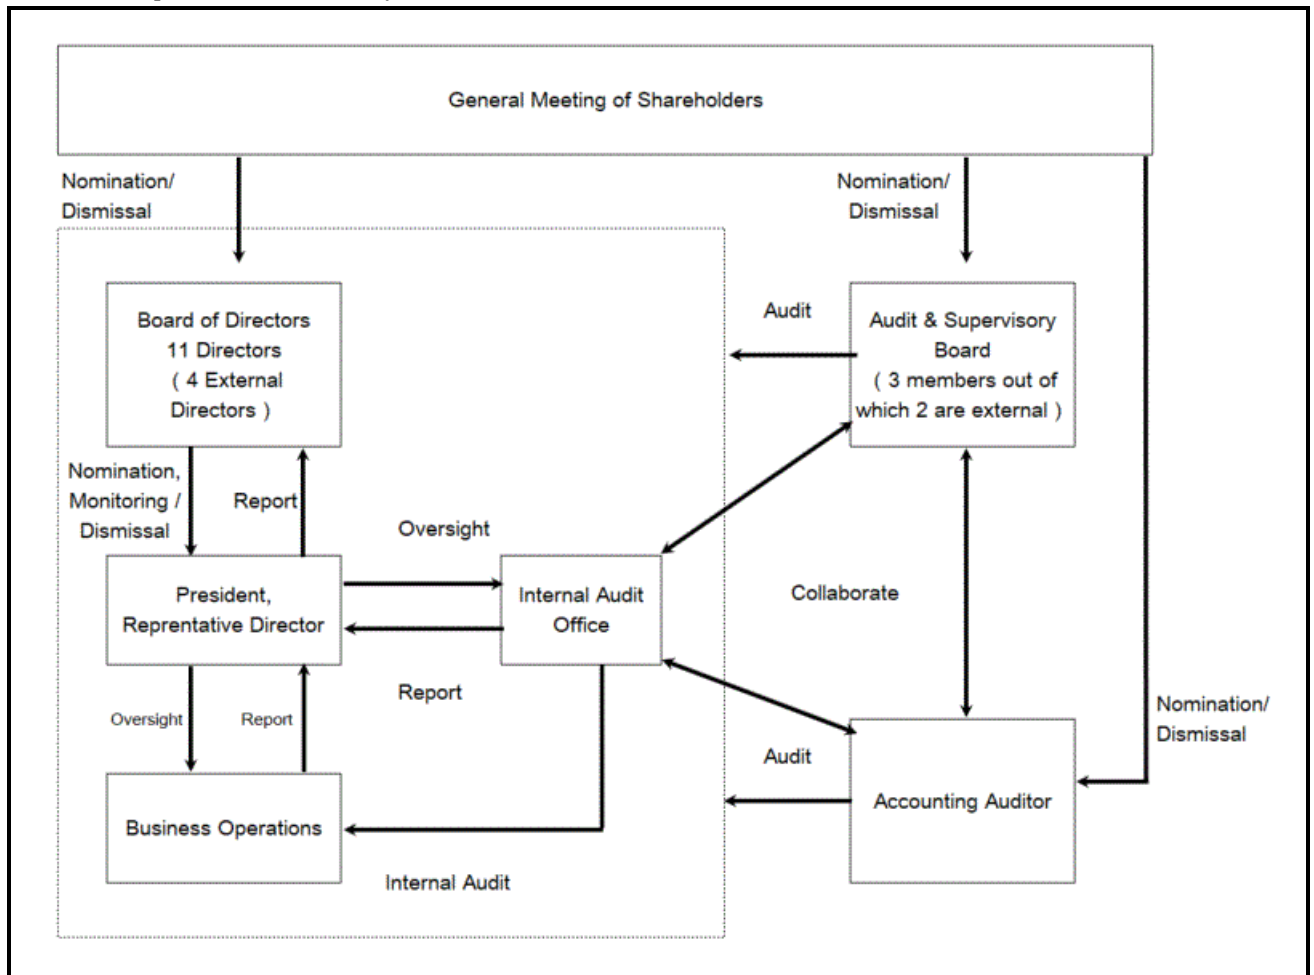 General Meeting of Shareholders
Nomination/
Dismissal
Nomination/
Dismissal
Board of Directors
11 Directors
( 4 External
Directors )
Audit
Audit & Supervisory
Board
( 3 members out of
which 2 are external )
Nomination,
Monitoring /
Dismissal
Report
Oversight
President,
Reprentative Director
Internal Audit
Office
Collaborate
Report
Oversight
Report
Nomination/
Dismissal
Audit
Business Operations
Accounting Auditor
Internal Audit